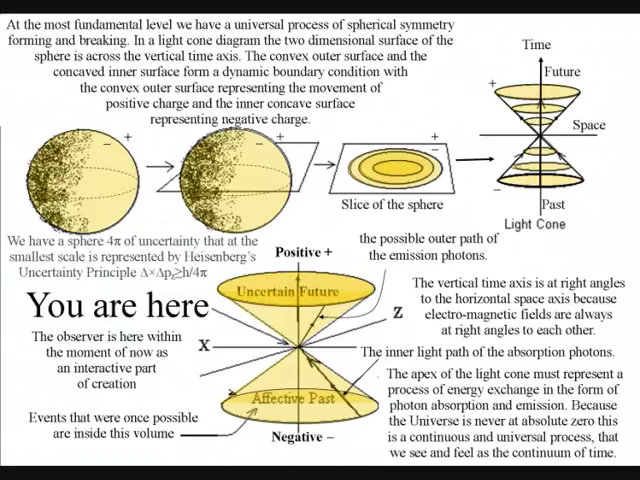 At the most fundamental level we have a universal process of spherical symmetry
forming and breaking. In a light cone diagram the two dimensional surface of the
sphere is across the vertical time axis. The convex outer surface and the
concaved inner surface form a dynamic boundary condition with
the convex outer surface representing the movement of
positive charge and the inner concave surface
representing negative charge.
Time
Future
+
Space
−
Past
Light Cone
− +
− +
+
−
Slice of the sphere
We have a sphere 4π of uncertainty that at the
smallest scale is represented by Heisenberg's
Uncertainty Principle Δ×Δpₓ≥h/4π
Positive +
the possible outer path of
the emission photons.
Uncertain Future
You are here
The observer is here within
the moment of now as
an interactive part
of creation
X
Z
The vertical time axis is at right angles
to the horizontal space axis because
electro-magnetic fields are always
at right angles to each other.
The inner light path of the absorption photons.
Affective Past
Events that were once possible
are inside this volume
Negative −
The apex of the light cone must represent a
process of energy exchange in the form of
photon absorption and emission. Because
the Universe is never at absolute zero this
is a continuous and universal process, that
we see and feel as the continuum of time.